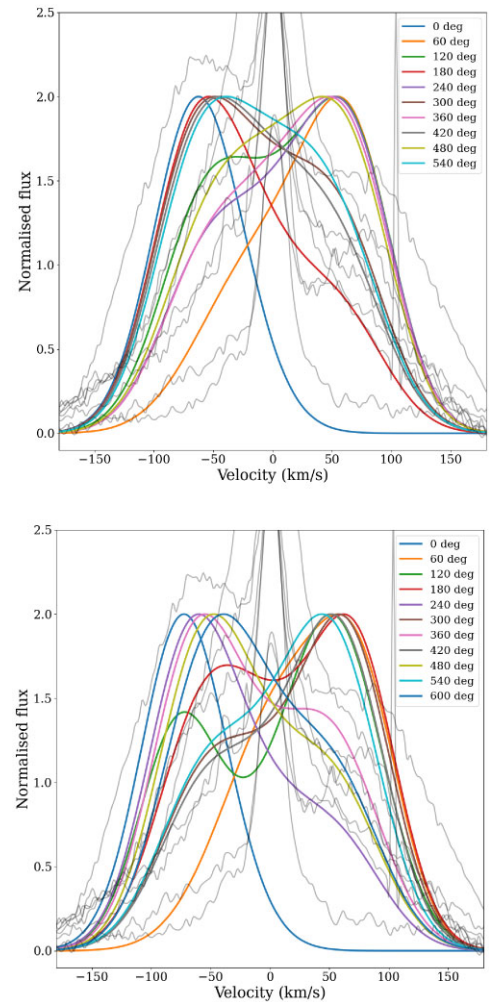 2.5
2.0
1.5
1.0
0.5
0.0
Normalised flux
0 deg
60 deg
120 deg
180 deg
240 deg
300 deg
360 deg
420 deg
480 deg
540 deg
−150
−100
−50
0
50
100
150
Velocity (km/s)
2.5
2.0
1.5
1.0
0.5
0.0
Normalised flux
0 deg
60 deg
120 deg
180 deg
240 deg
300 deg
360 deg
420 deg
480 deg
540 deg
600 deg
−150
−100
−50
0
50
100
150
Velocity (km/s)